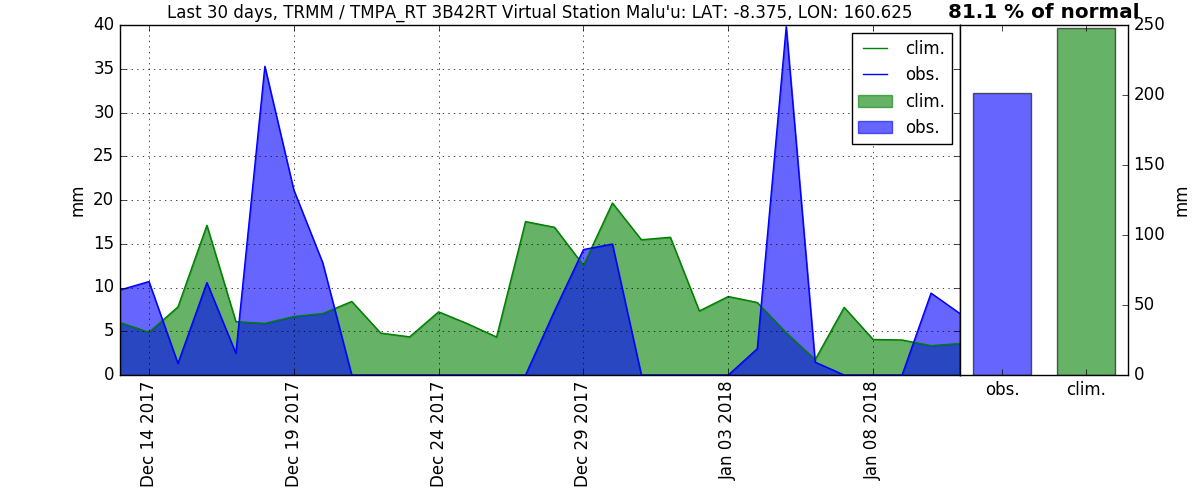 Last 30 days, TRMM / TMPA_RT 3B42RT Virtual Station Malu'u: LAT: -8.375, LON: 160.625
81.1 % of normal
40
35
30
25
20
15
10
5
0
mm
clim.
obs.
clim.
obs.
Dec 14 2017
Dec 19 2017
Dec 24 2017
Dec 29 2017
Jan 03 2018
Jan 08 2018
250
200
150
100
50
0
mm
obs.
clim.